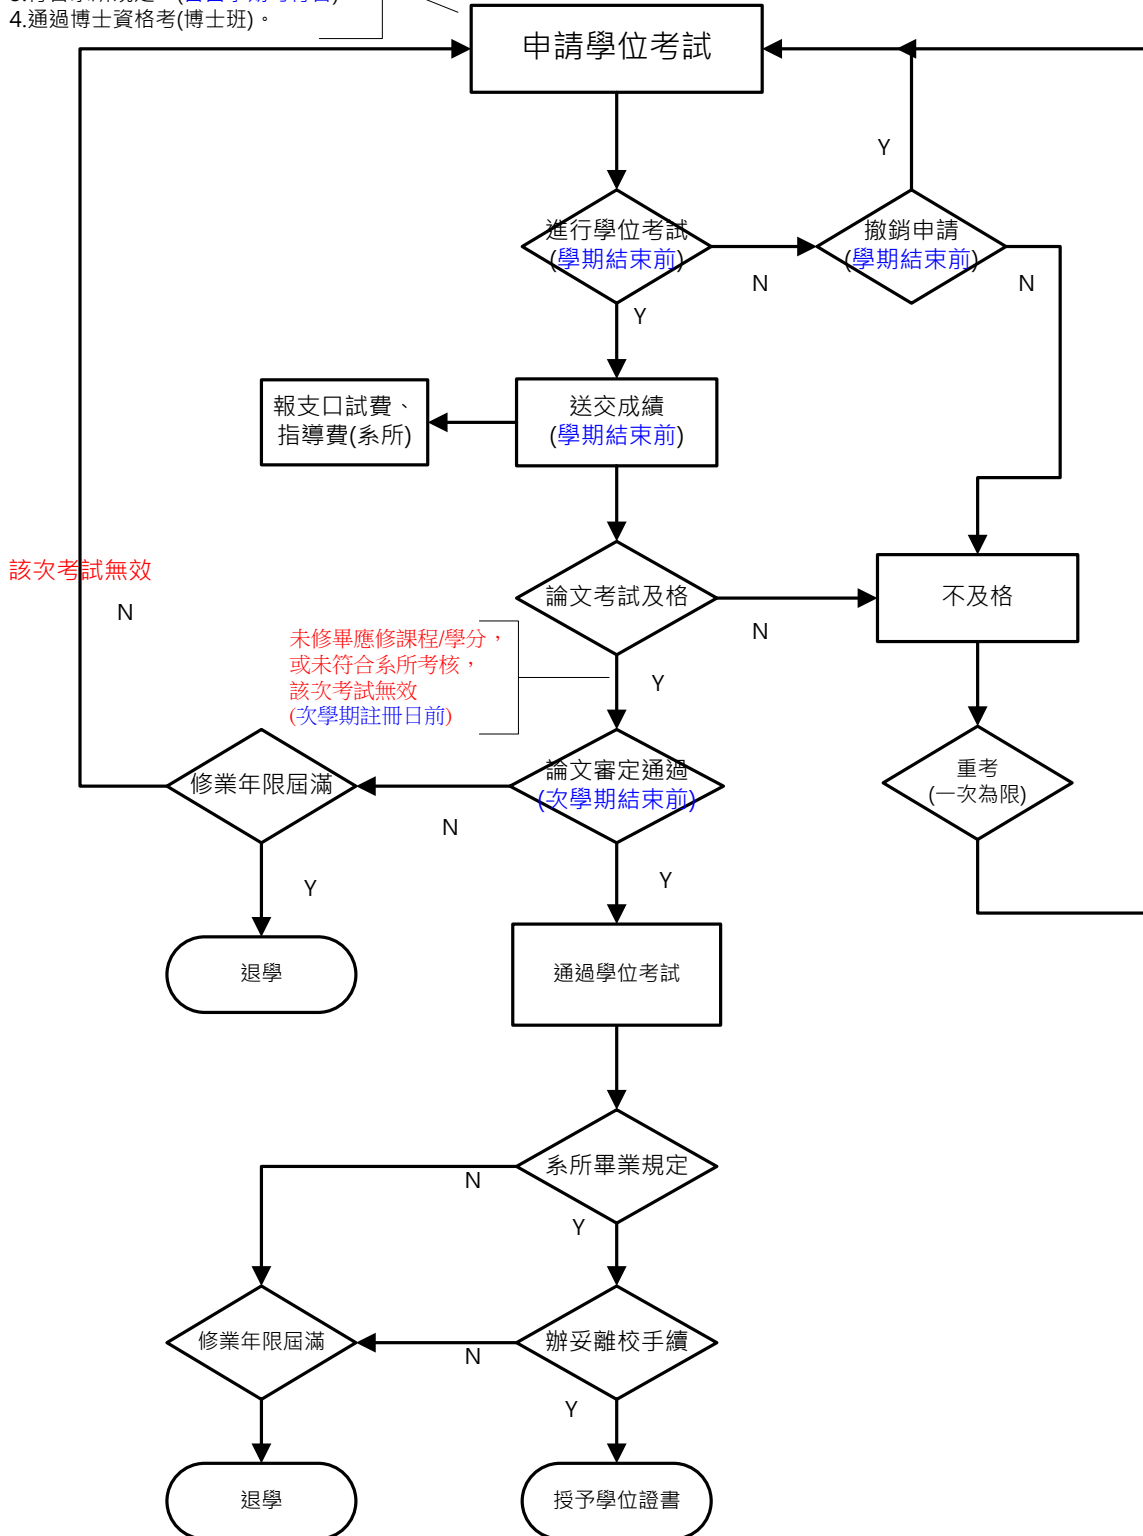 4.通過博士資格考(博士班)。
申請學位考試
Y
進行學位考試
(學期結束前)
撤銷申請
(學期結束前)
N
N
Y
報支口試費、
指導費(系所)
送交成績
(學期結束前)
該次考試無效
N
論文考試及格
不及格
N
未修畢應修課程/學分，
或未符合系所考核，
該次考試無效
(次學期註冊日前)
Y
修業年限屆滿
論文審定通過
(次學期結束前)
重考
(一次為限)
N
Y
Y
退學
通過學位考試
系所畢業規定
N
Y
修業年限屆滿
辦妥離校手續
N
Y
退學
授予學位證書